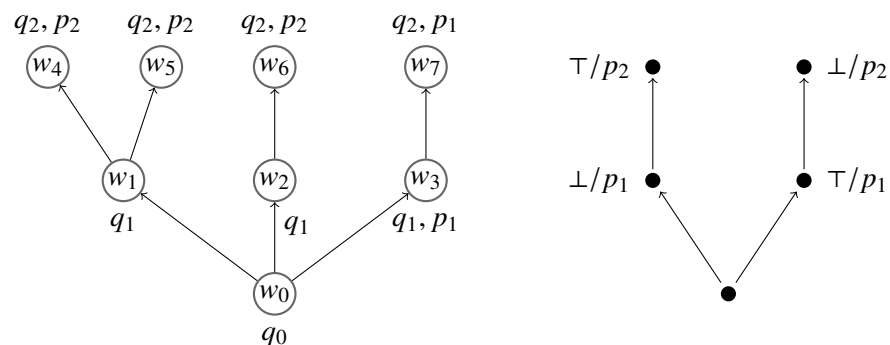 q₂, p₂ q₂, p₂ q₂, p₂ q₂, p₁
w₄ w₅ w₆ w₇ ⊤/p₂ ⊥/p₂
w₁ w₂ w₃ ⊥/p₁ ⊤/p₁
q₁ q₁ q₁, p₁
w₀
q₀